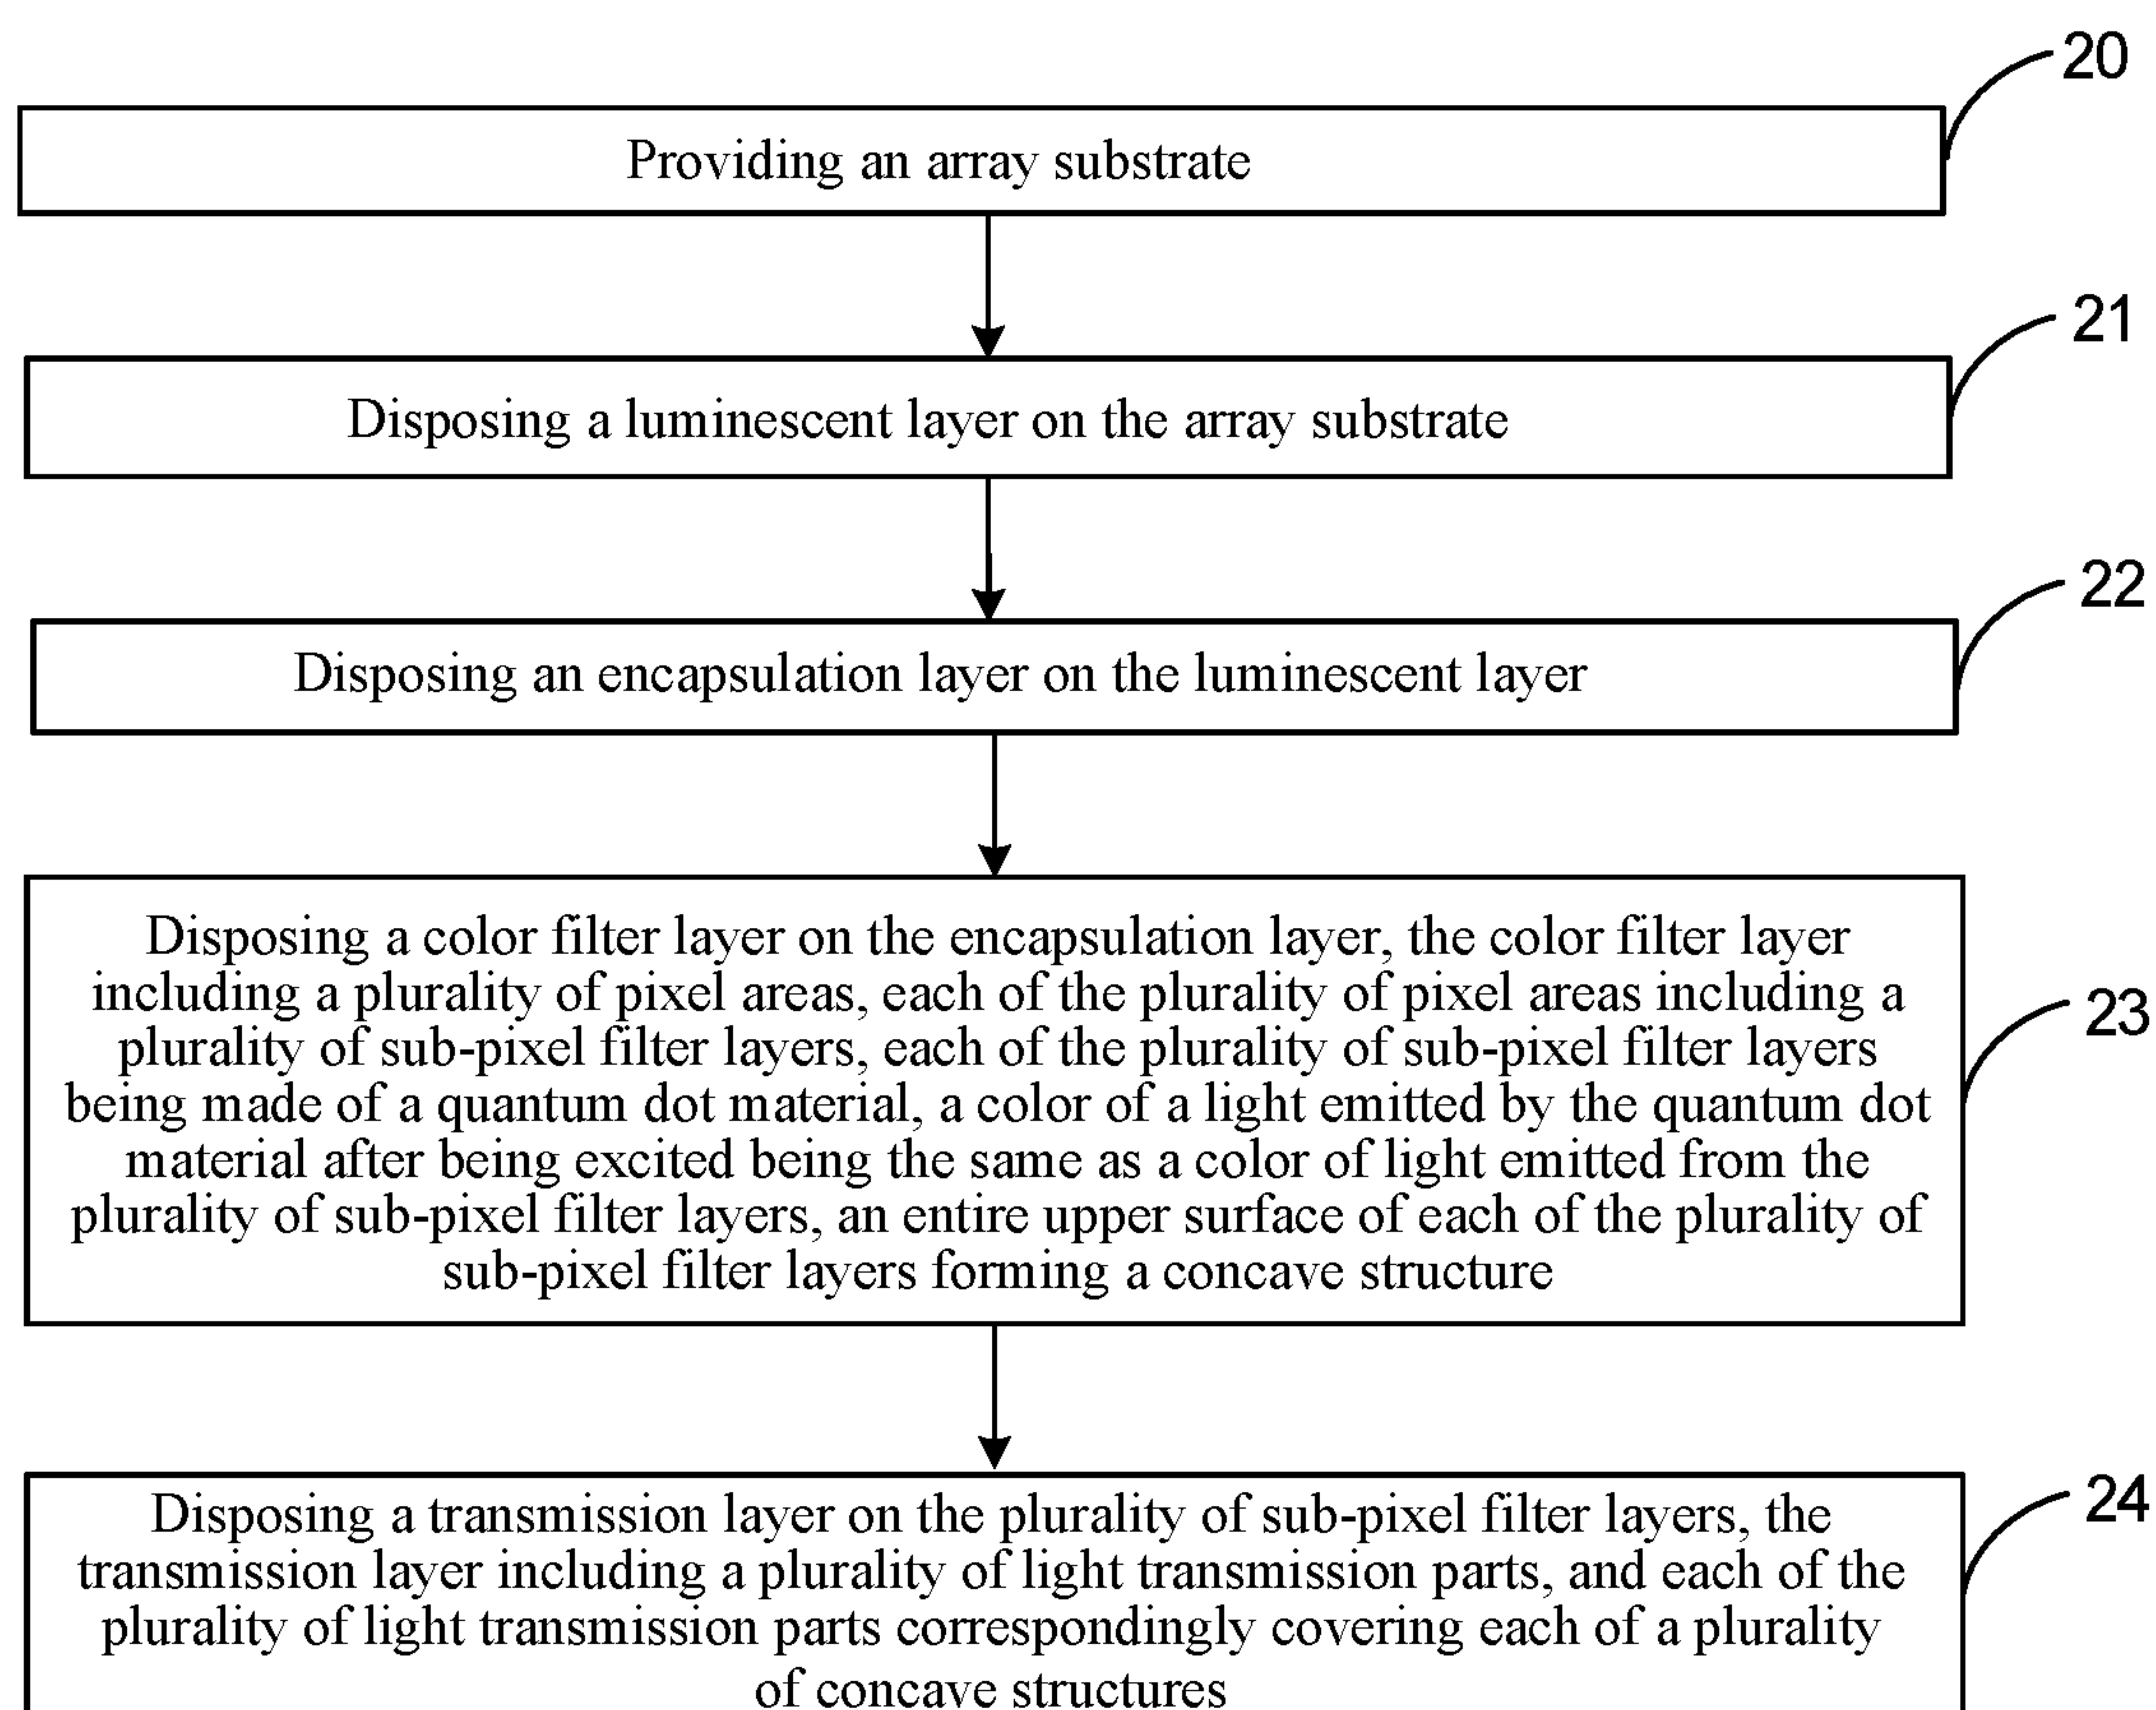 20
Providing an array substrate
21
Disposing a luminescent layer on the array substrate
22
Disposing an encapsulation layer on the luminescent layer
Disposing a color filter layer on the encapsulation layer, the color filter layer
including a plurality of pixel areas, each of the plurality of pixel areas including a
plurality of sub-pixel filter layers, each of the plurality of sub-pixel filter layers
being made of a quantum dot material, a color of a light emitted by the quantum dot
material after being excited being the same as a color of light emitted from the
plurality of sub-pixel filter layers, an entire upper surface of each of the plurality of
sub-pixel filter layers forming a concave structure
23
Disposing a transmission layer on the plurality of sub-pixel filter layers, the
transmission layer including a plurality of light transmission parts, and each of the
plurality of light transmission parts correspondingly covering each of a plurality
of concave structures
24